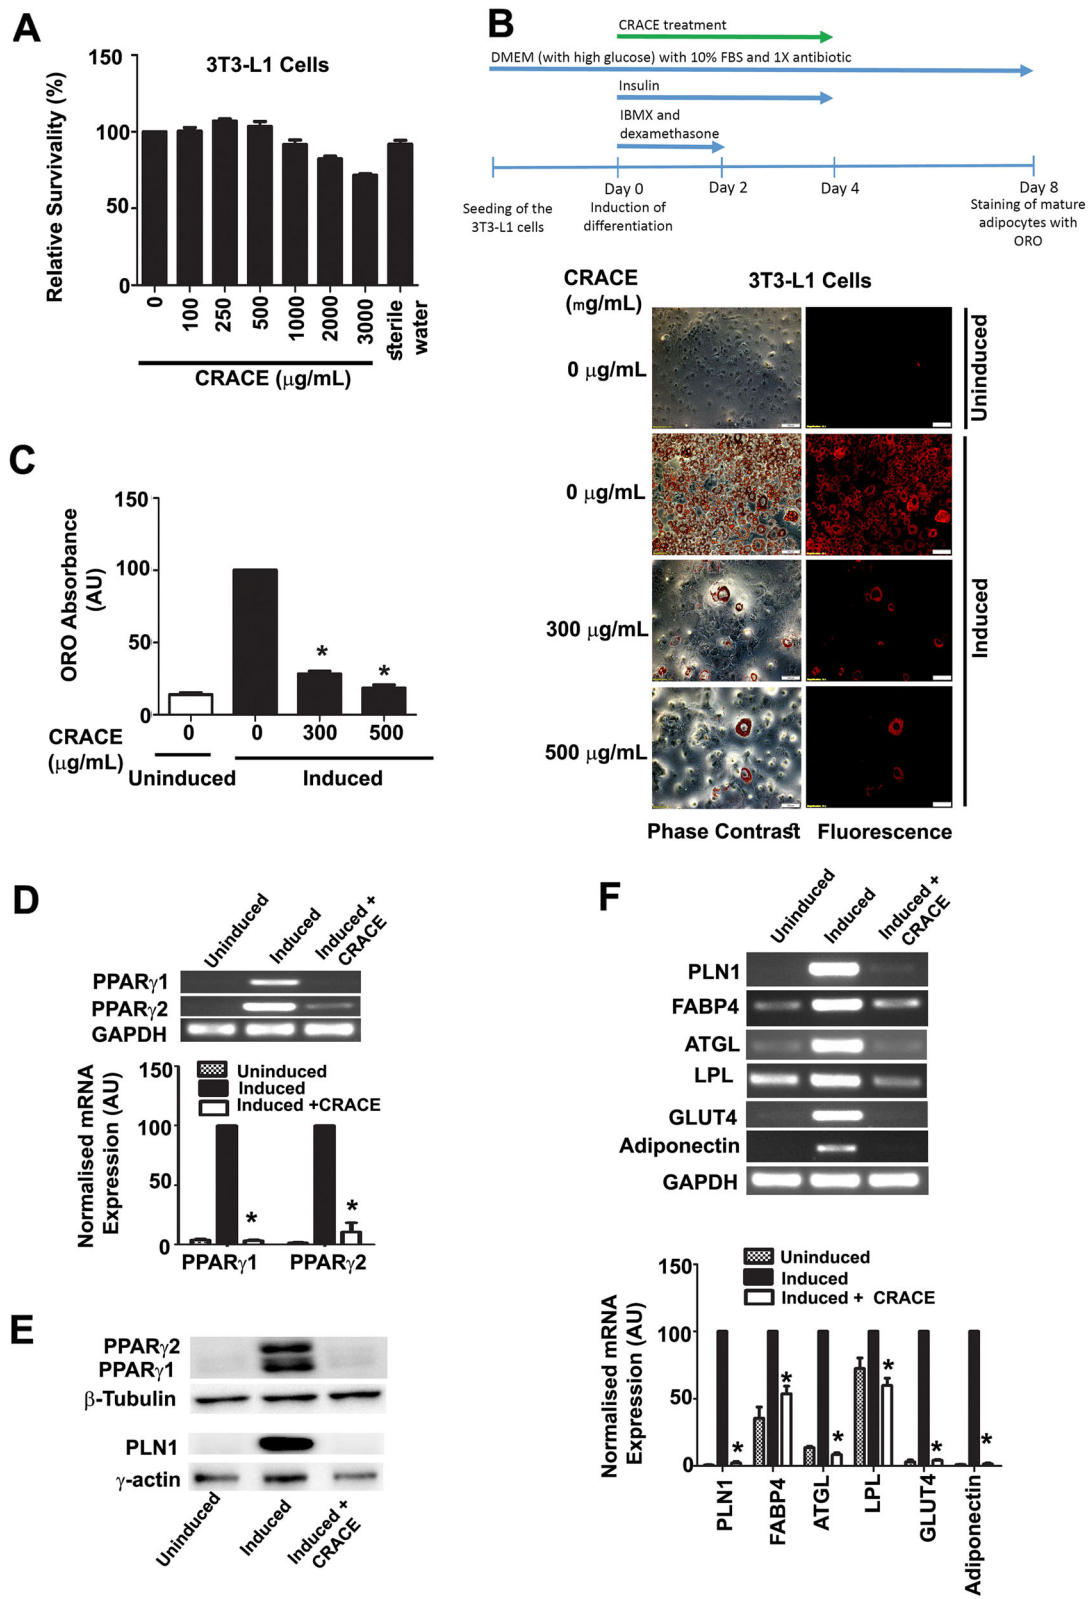 A
150
100
50
0
Relative Survivality (%)
3T3-L1 Cells
0
100
250
500
1000
2000
3000
sterile
water
CRACE (µg/mL)
B
CRACE treatment
DMEM (with high glucose) with 10% FBS and 1X antibiotic
Insulin
IBMX and
dexamethasone
Day 0
Day 2
Day 4
Day 8
Seeding of the
3T3-L1 cells
Induction of
differentiation
Staining of mature
adipocytes with
ORO
CRACE
(mg/mL)
3T3-L1 Cells
0 µg/mL
0 µg/mL
300 µg/mL
500 µg/mL
Uninduced
Induced
Phase Contrast
Fluorescence
C
150
100
50
0
ORO Absorbance
(AU)
*
*
CRACE
(µg/mL)
0
0
300
500
Uninduced
Induced
D
Uninduced
Induced
Induced +
CRACE
PPARγ1
PPARγ2
GAPDH
Normalised mRNA
Expression (AU)
150
100
50
0
Uninduced
Induced
Induced +CRACE
*
*
PPARγ1
PPARγ2
E
PPARγ2
PPARγ1
β-Tubulin
PLN1
γ-actin
Uninduced
Induced
Induced +
CRACE
F
Uninduced
Induced
Induced +
CRACE
PLN1
FABP4
ATGL
LPL
GLUT4
Adiponectin
GAPDH
Normalised mRNA
Expression (AU)
150
100
50
0
Uninduced
Induced
Induced + CRACE
*
*
*
*
*
*
PLN1
FABP4
ATGL
LPL
GLUT4
Adiponectin